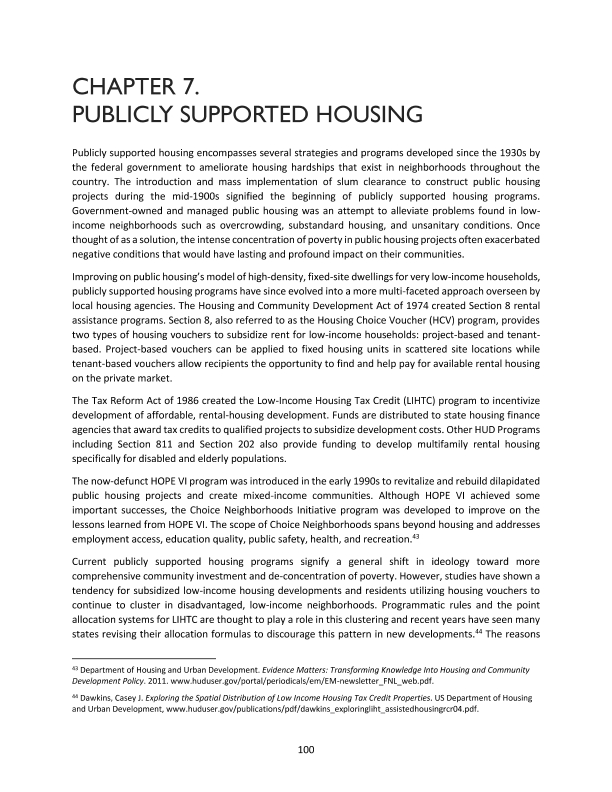 CHAPTER 7.
PUBLICLY SUPPORTED HOUSING
Publicly supported housing encompasses several strategies and programs developed since the 1930s by
the federal government to ameliorate housing hardships that exist in neighborhoods throughout the
country. The introduction and mass implementation of slum clearance to construct public housing
projects during the mid-1900s signified the beginning of publicly supported housing programs.
Government-owned and managed public housing was an attempt to alleviate problems found in low-
income neighborhoods such as overcrowding, substandard housing, and unsanitary conditions. Once
thought of as a solution, the intense concentration of poverty in public housing projects often exacerbated
negative conditions that would have lasting and profound impact on their communities.
Improving on public housing’s model of high-density, fixed-site dwellings for very low-income households,
publicly supported housing programs have since evolved into a more multi-faceted approach overseen by
local housing agencies. The Housing and Community Development Act of 1974 created Section 8 rental
assistance programs. Section 8, also referred to as the Housing Choice Voucher (HCV) program, provides
two types of housing vouchers to subsidize rent for low-income households: project-based and tenant-
based. Project-based vouchers can be applied to fixed housing units in scattered site locations while
tenant-based vouchers allow recipients the opportunity to find and help pay for available rental housing
on the private market.
The Tax Reform Act of 1986 created the Low-Income Housing Tax Credit (LIHTC) program to incentivize
development of affordable, rental-housing development. Funds are distributed to state housing finance
agencies that award tax credits to qualified projects to subsidize development costs. Other HUD Programs
including Section 811 and Section 202 also provide funding to develop multifamily rental housing
specifically for disabled and elderly populations.
The now-defunct HOPE VI program was introduced in the early 1990s to revitalize and rebuild dilapidated
public housing projects and create mixed-income communities. Although HOPE VI achieved some
important successes, the Choice Neighborhoods Initiative program was developed to improve on the
lessons learned from HOPE VI. The scope of Choice Neighborhoods spans beyond housing and addresses
employment access, education quality, public safety, health, and recreation.43
Current publicly supported housing programs signify a general shift in ideology toward more
comprehensive community investment and de-concentration of poverty. However, studies have shown a
tendency for subsidized low-income housing developments and residents utilizing housing vouchers to
continue to cluster in disadvantaged, low-income neighborhoods. Programmatic rules and the point
allocation systems for LIHTC are thought to play a role in this clustering and recent years have seen many
states revising their allocation formulas to discourage this pattern in new developments.44 The reasons
43 Department of Housing and Urban Development. Evidence Matters: Transforming Knowledge Into Housing and Community
Development Policy. 2011. www.huduser.gov/portal/periodicals/em/EM-newsletter_FNL_web.pdf.
44 Dawkins, Casey J. Exploring the Spatial Distribution of Low Income Housing Tax Credit Properties. US Department of Housing
and Urban Development, www.huduser.gov/publications/pdf/dawkins_exploringliht_assistedhousingrcr04.pdf.
100